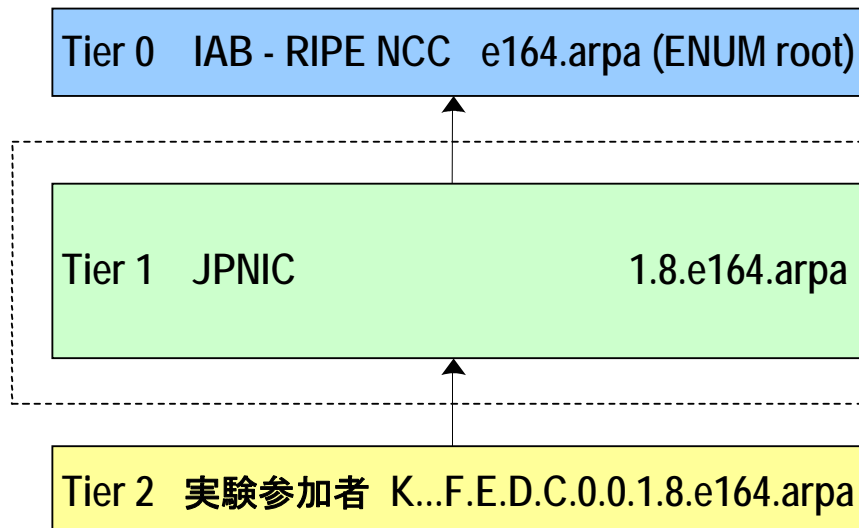 Tier 0 IAB - RIPE NCC e164.arpa (ENUM root)
Tier 1 JPNIC 1.8.e164.arpa
Tier 2 実験参加者 K...F.E.D.C.0.0.1.8.e164.arpa